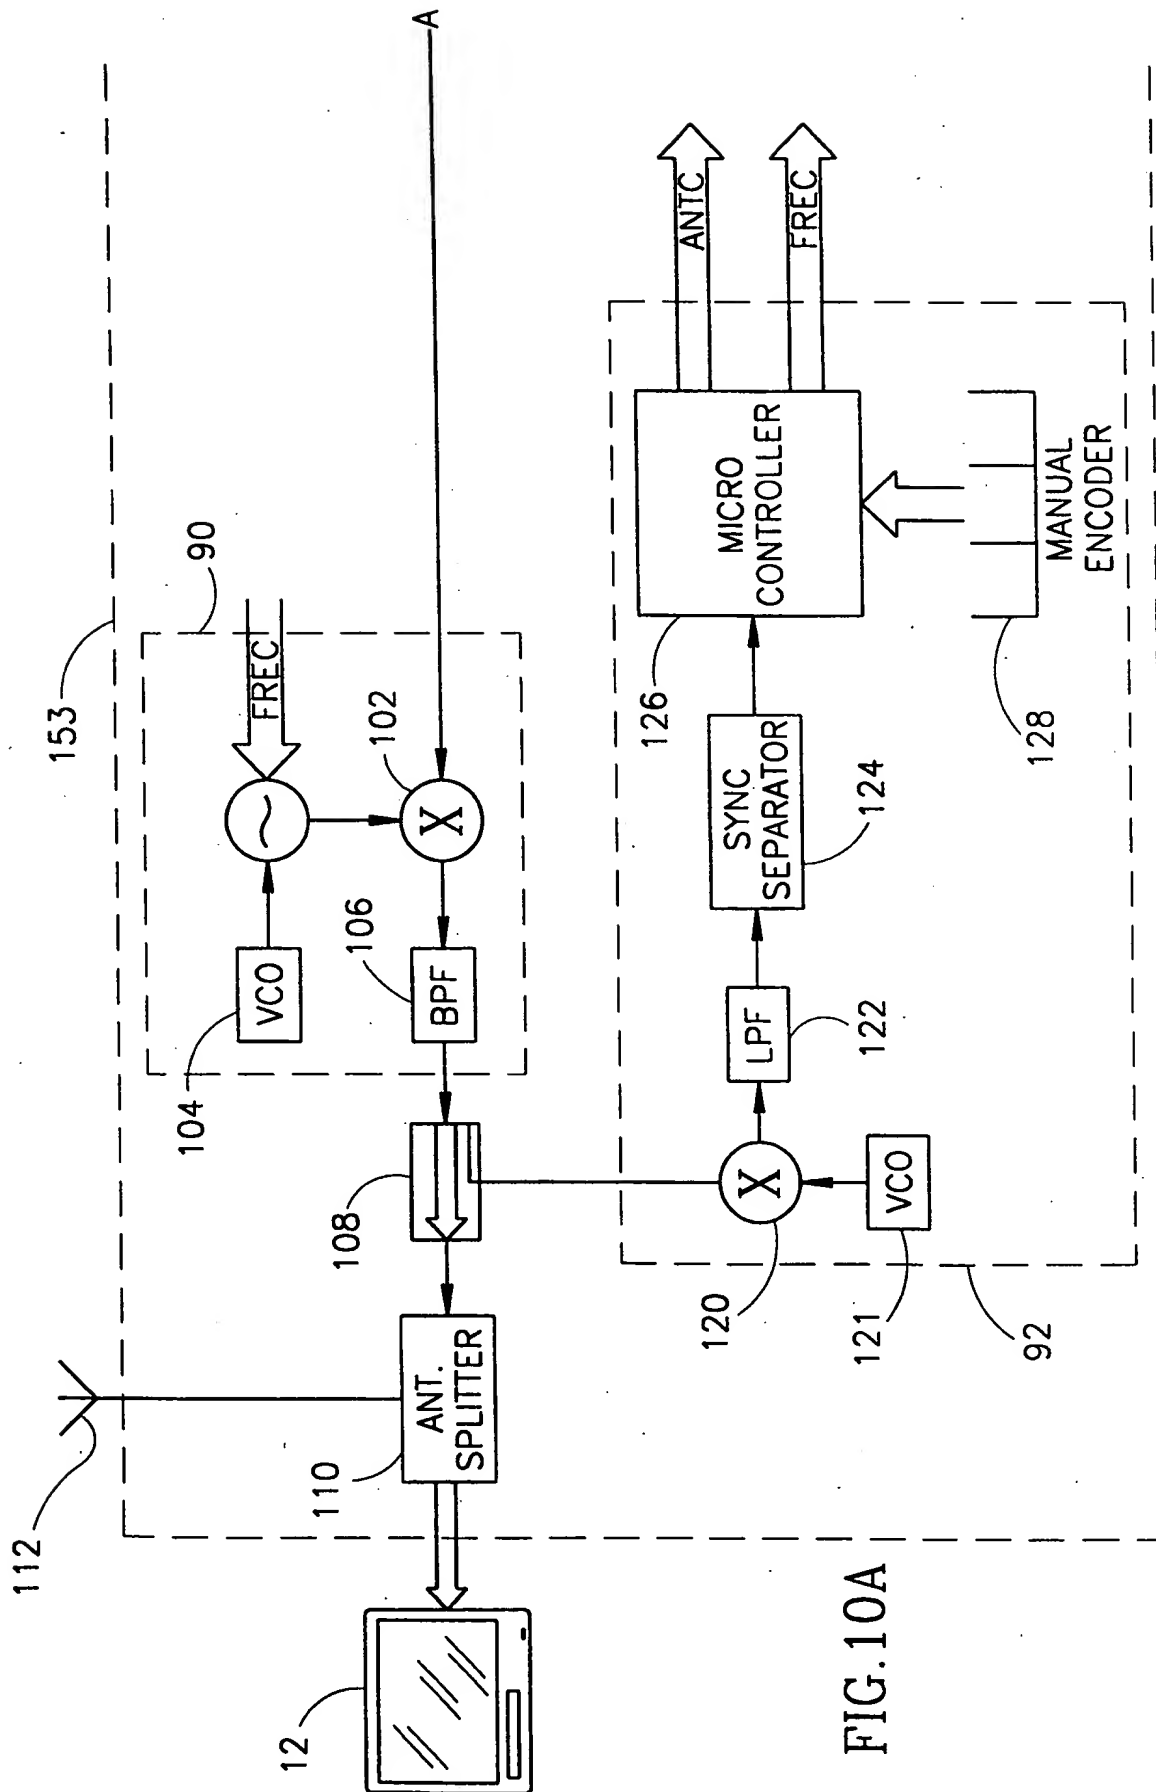 112
153
A
90
FREC
104
VCO
102
X
106
BPF
108
ANT.
SPLITTER
110
12
ANTC
FREC
MICRO
CONTROLLER
126
SYNC
SEPARATOR
124
LPF
122
X
120
VCO
121
92
MANUAL
ENCODER
128
FIG.10A